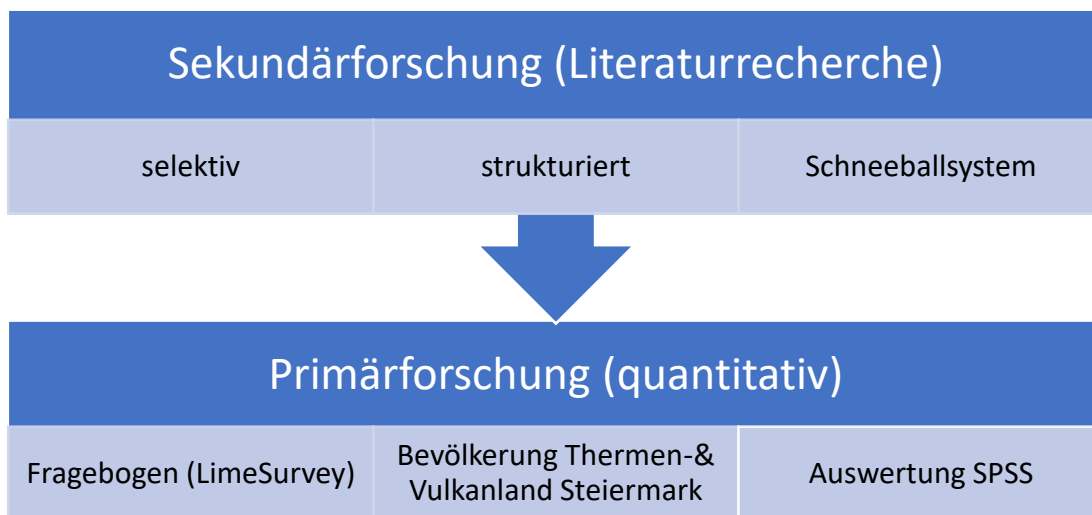 Sekundärforschung (Literaturrecherche)
selektiv
strukturiert
Schneeballsystem
Primärforschung (quantitativ)
Fragebogen (LimeSurvey)
Bevölkerung Thermen-&
Vulkanland Steiermark
Auswertung SPSS